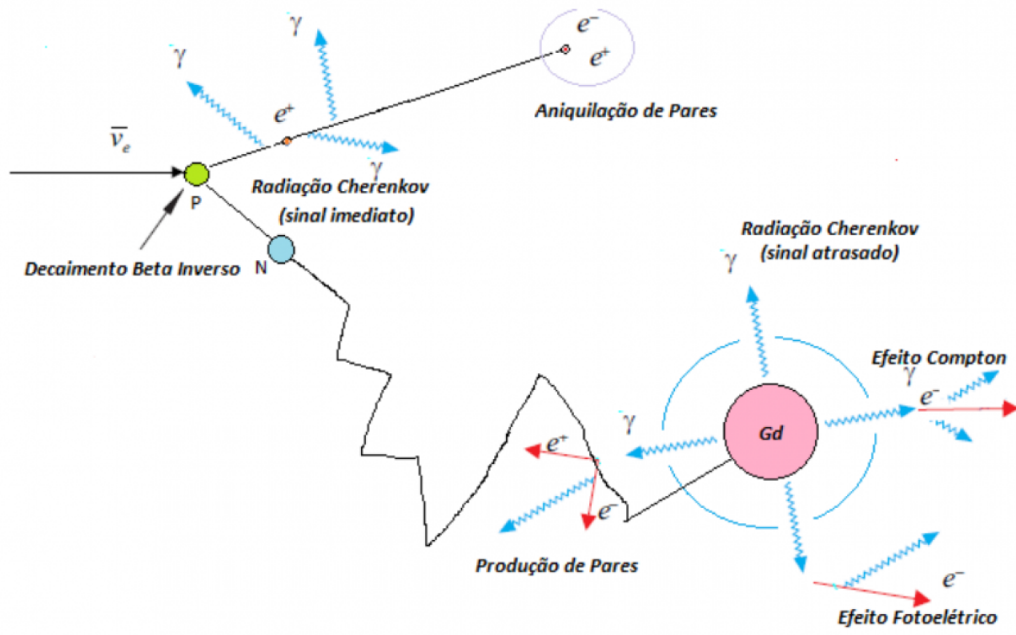 e⁻
γ
e⁺
γ
Aniquilação de Pares
e⁺
ν̅ₑ
γ
Radiação Cherenkov
(sinal imediato)
P
Decaimento Beta Inverso
N
Radiação Cherenkov
(sinal atrasado)
γ
Efeito Compton
γ
e⁻
γ
Gd
e⁺
e⁻
Produção de Pares
e⁻
Efeito Fotoelétrico